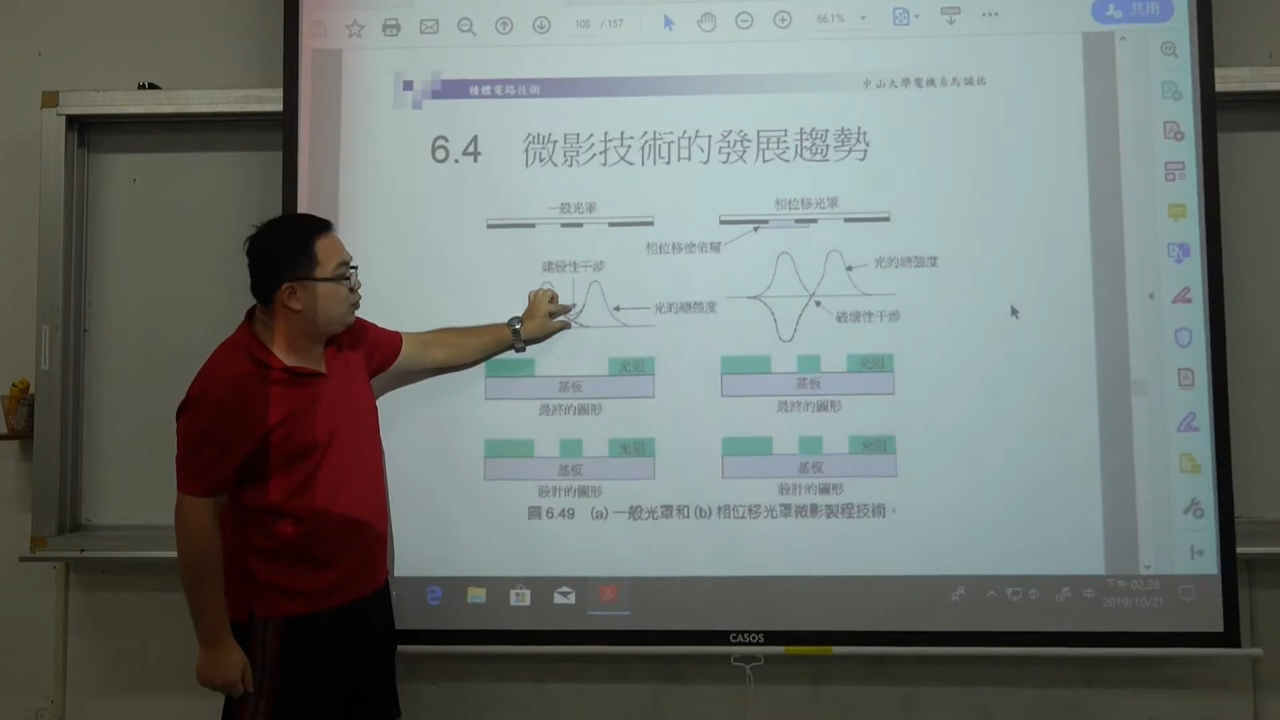 108 / 157
66.1%
共用
積體電路技術
中山大學電機系馬誠佑
6.4 微影技術的發展趨勢
一般光罩
相位移光罩
相位移塗佈層
建設性干涉
光的總強度
光的總強度
破壞性干涉
光阻
光阻
基板
基板
最終的圖形
最終的圖形
光阻
光阻
基板
基板
設計的圖形
設計的圖形
圖 6.49 (a) 一般光罩和 (b) 相位移光罩微影製程技術。
中
下午 02:26
2019/10/21
CASOS